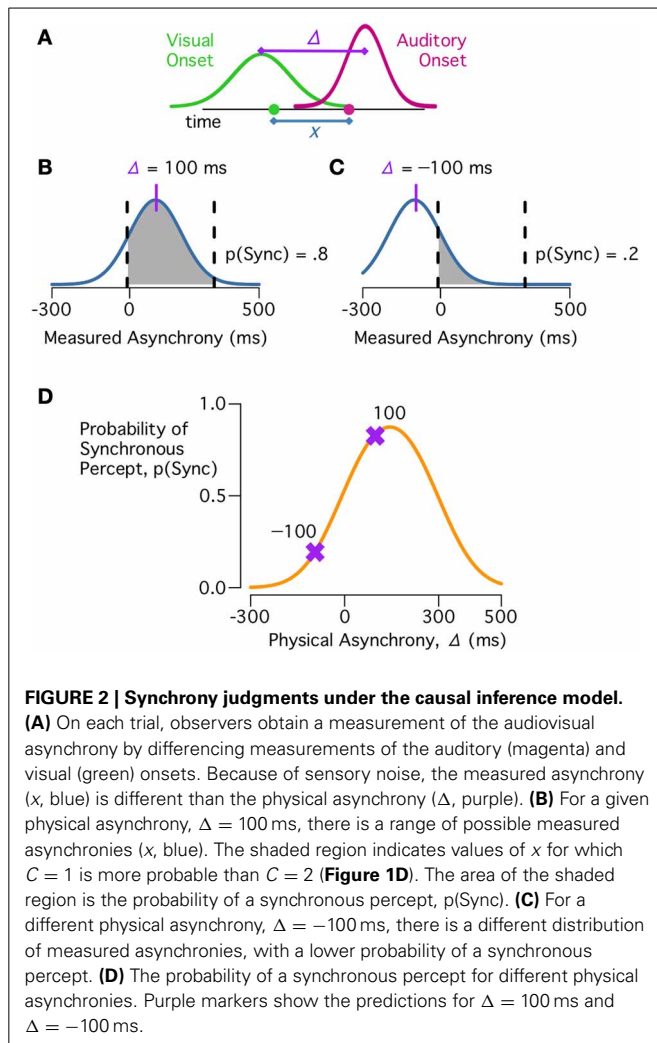 A
Visual
Onset
Δ
Auditory
Onset
time
x
B
Δ = 100 ms
p(Sync) = .8
-300 0 500
Measured Asynchrony (ms)
C
Δ = −100 ms
p(Sync) = .2
-300 0 500
Measured Asynchrony (ms)
D
Probability of
Synchronous
Percept, p(Sync)
1.0
0.5
0.0
100
−100
-300 0 300 500
Physical Asynchrony, Δ (ms)
FIGURE 2 | Synchrony judgments under the causal inference model.
(A) On each trial, observers obtain a measurement of the audiovisual
asynchrony by differencing measurements of the auditory (magenta) and
visual (green) onsets. Because of sensory noise, the measured asynchrony
(x, blue) is different than the physical asynchrony (Δ, purple). (B) For a given
physical asynchrony, Δ = 100 ms, there is a range of possible measured
asynchronies (x, blue). The shaded region indicates values of x for which
C = 1 is more probable than C = 2 (Figure 1D). The area of the shaded
region is the probability of a synchronous percept, p(Sync). (C) For a
different physical asynchrony, Δ = −100 ms, there is a different distribution
of measured asynchronies, with a lower probability of a synchronous
percept. (D) The probability of a synchronous percept for different physical
asynchronies. Purple markers show the predictions for Δ = 100 ms and
Δ = −100 ms.